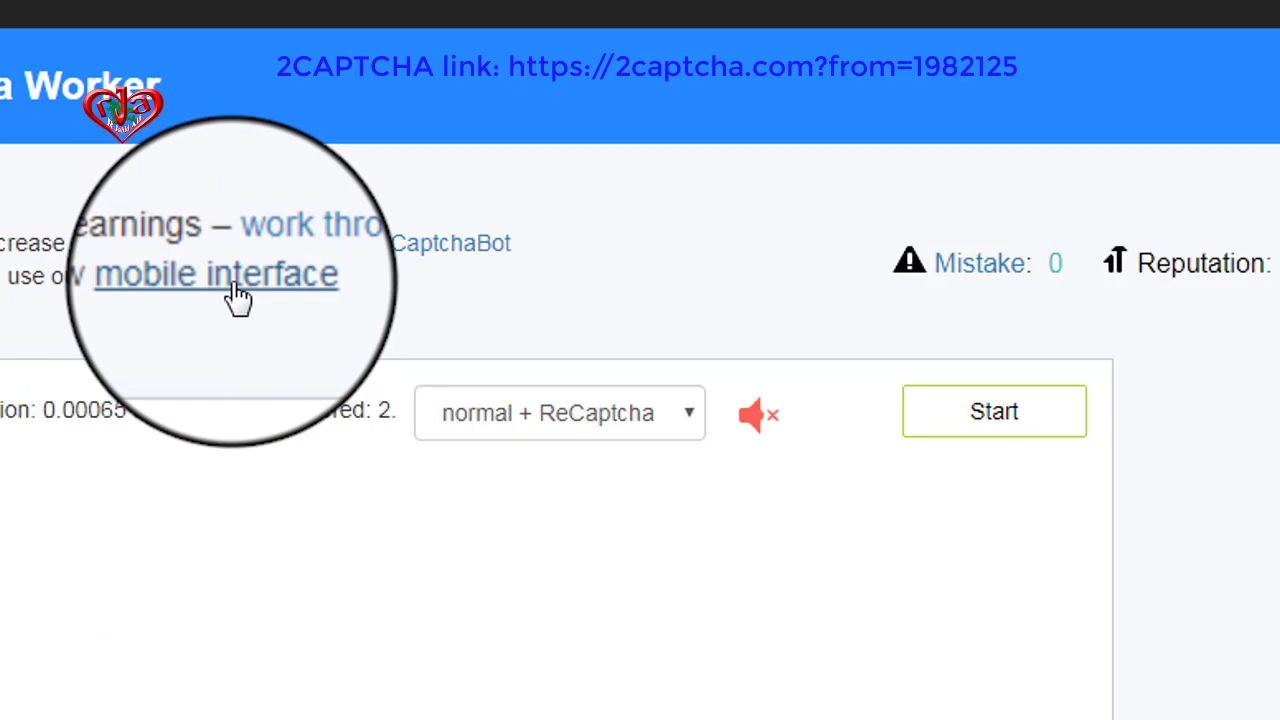 2CAPTCHA link: https://2captcha.com?from=1982125
a Worker
rja
earnings – work thro
crease
CaptchaBot
use o
mobile interface
Mistake: 0
Reputation:
ion: 0.00065
red: 2.
normal + ReCaptcha
Start